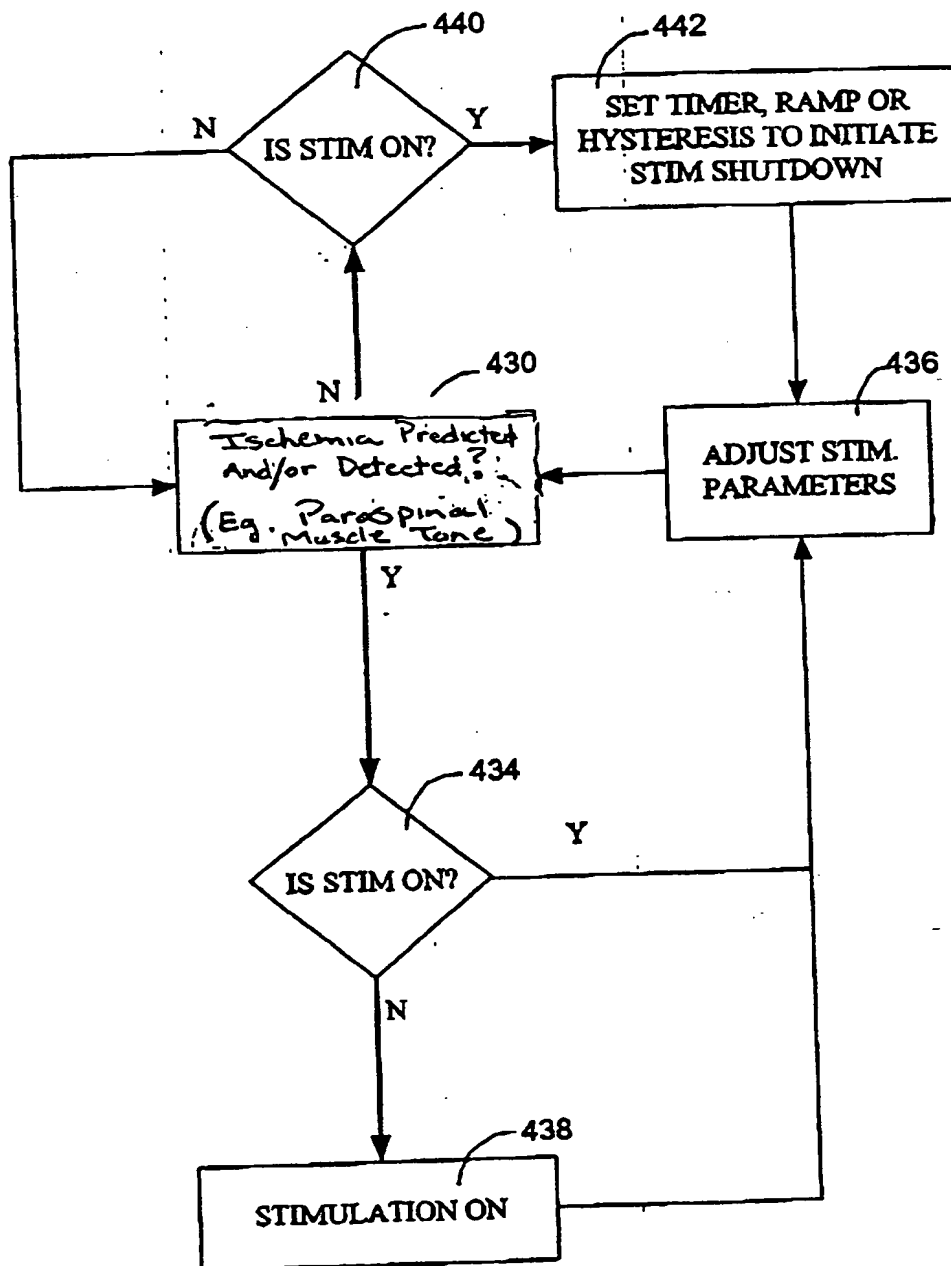 440
442
N
IS STIM ON?
Y
SET TIMER, RAMP OR
HYSTERESIS TO INITIATE
STIM SHUTDOWN
N
430
436
Ischemia Predicted
And/or Detected?
(Eg. Paraspinal
Muscle Tone)
ADJUST STIM.
PARAMETERS
Y
434
IS STIM ON?
Y
N
438
STIMULATION ON